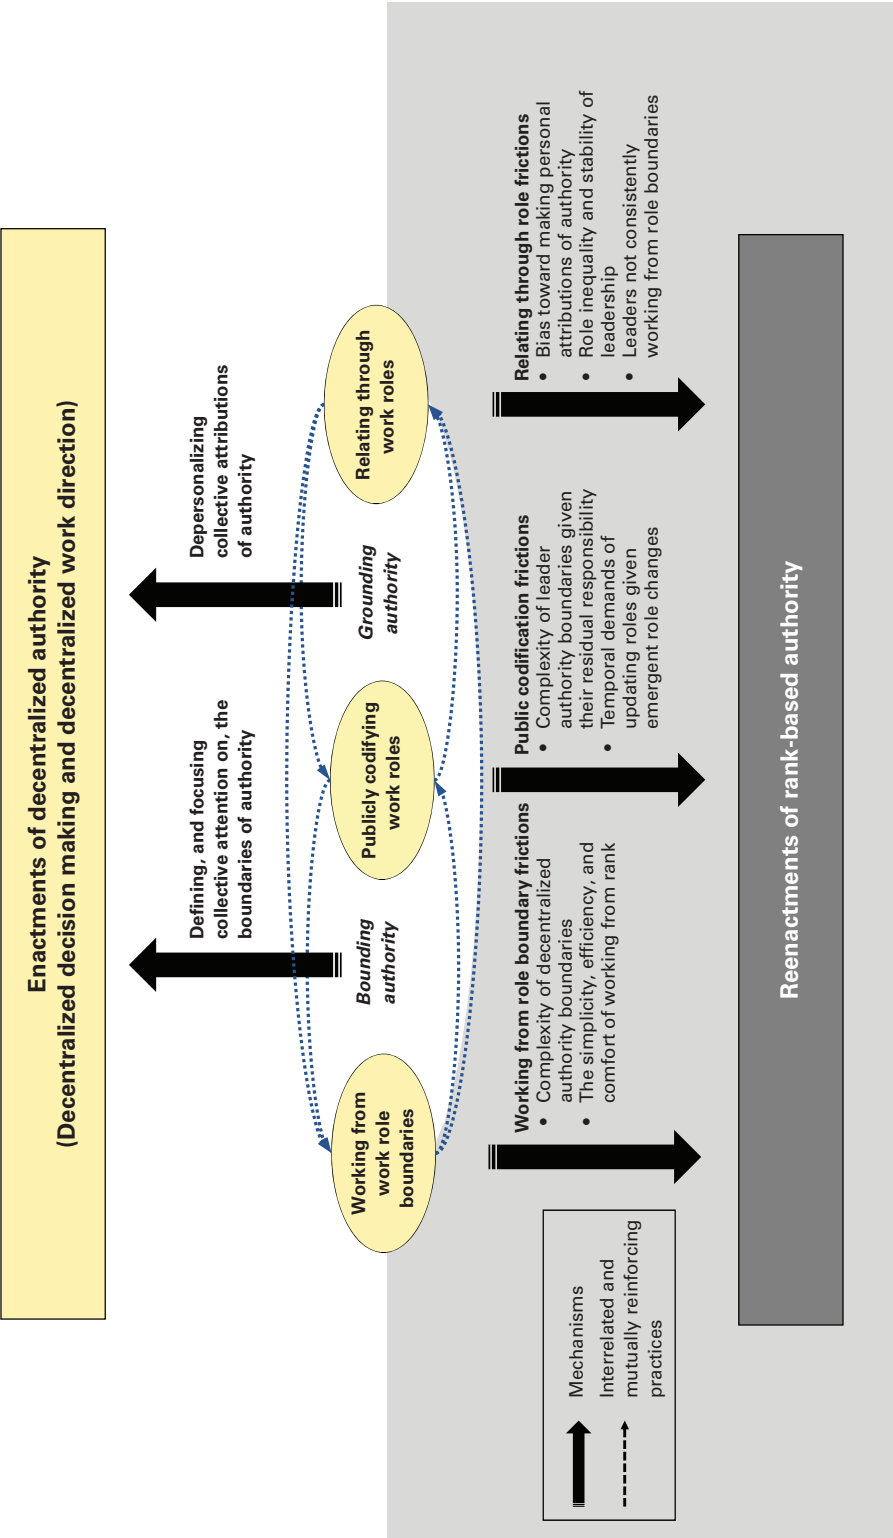 Enactments of decentralized authority
(Decentralized decision making and decentralized work direction)
Defining, and focusing
collective attention on, the
boundaries of authority
Depersonalizing
collective attributions
of authority
Working from
work role
boundaries
Bounding
authority
Publicly codifying
work roles
Grounding
authority
Relating through
work roles
Working from role boundary frictions
• Complexity of decentralized
authority boundaries
• The simplicity, efficiency, and
comfort of working from rank
Public codification frictions
• Complexity of leader
authority boundaries given
their residual responsibility
• Temporal demands of
updating roles given
emergent role changes
Relating through role frictions
• Bias toward making personal
attributions of authority
• Role inequality and stability of
leadership
• Leaders not consistently
working from role boundaries
Mechanisms
Interrelated and
mutually reinforcing
practices
Reenactments of rank-based authority